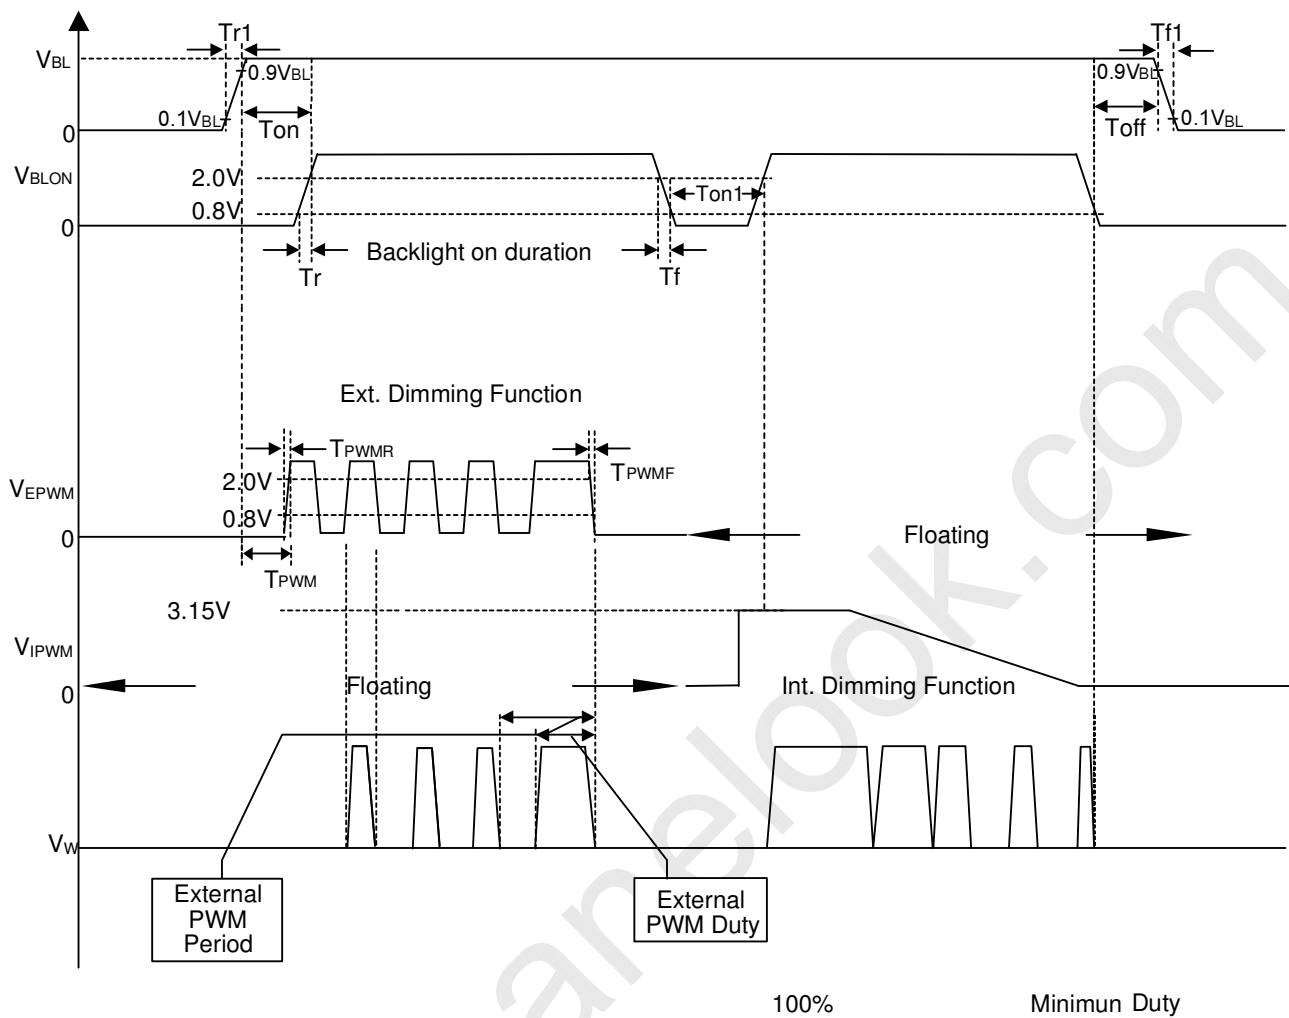 Tr1
Tf1
VBL
0.9VBL
0.9VBL
0.1VBL
Ton
Toff
0.1VBL
0
VBLON
2.0V
Ton1
0.8V
0
Backlight on duration
Tr
Tf
Ext. Dimming Function
TPWMR
TPWMF
2.0V
VEPWM
0.8V
0
Floating
TPWM
3.15V
VIPWM
0
Floating
Int. Dimming Function
VW
External
PWM
Period
External
PWM Duty
100%
Minimun Duty
anelook.com